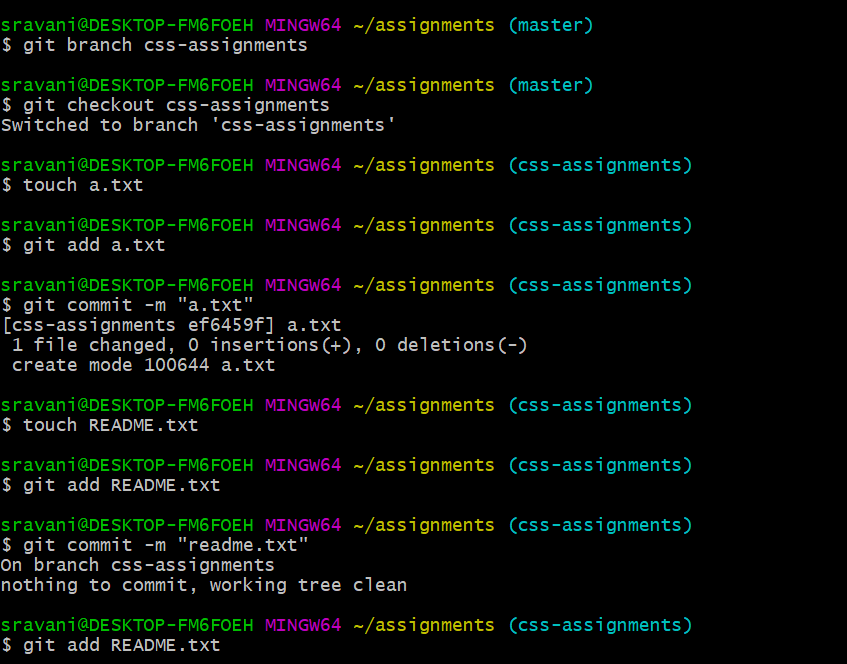 sravani@DESKTOP-FM6FOEH MINGW64 ~/assignments (master)
$ git branch css-assignments
sravani@DESKTOP-FM6FOEH MINGW64 ~/assignments (master)
$ git checkout css-assignments
Switched to branch 'css-assignments'
sravani@DESKTOP-FM6FOEH MINGW64 ~/assignments (css-assignments)
$ touch a.txt
sravani@DESKTOP-FM6FOEH MINGW64 ~/assignments (css-assignments)
$ git add a.txt
sravani@DESKTOP-FM6FOEH MINGW64 ~/assignments (css-assignments)
$ git commit -m "a.txt"
[css-assignments ef6459f] a.txt
 1 file changed, 0 insertions(+), 0 deletions(-)
 create mode 100644 a.txt
sravani@DESKTOP-FM6FOEH MINGW64 ~/assignments (css-assignments)
$ touch README.txt
sravani@DESKTOP-FM6FOEH MINGW64 ~/assignments (css-assignments)
$ git add README.txt
sravani@DESKTOP-FM6FOEH MINGW64 ~/assignments (css-assignments)
$ git commit -m "readme.txt"
On branch css-assignments
nothing to commit, working tree clean
sravani@DESKTOP-FM6FOEH MINGW64 ~/assignments (css-assignments)
$ git add README.txt